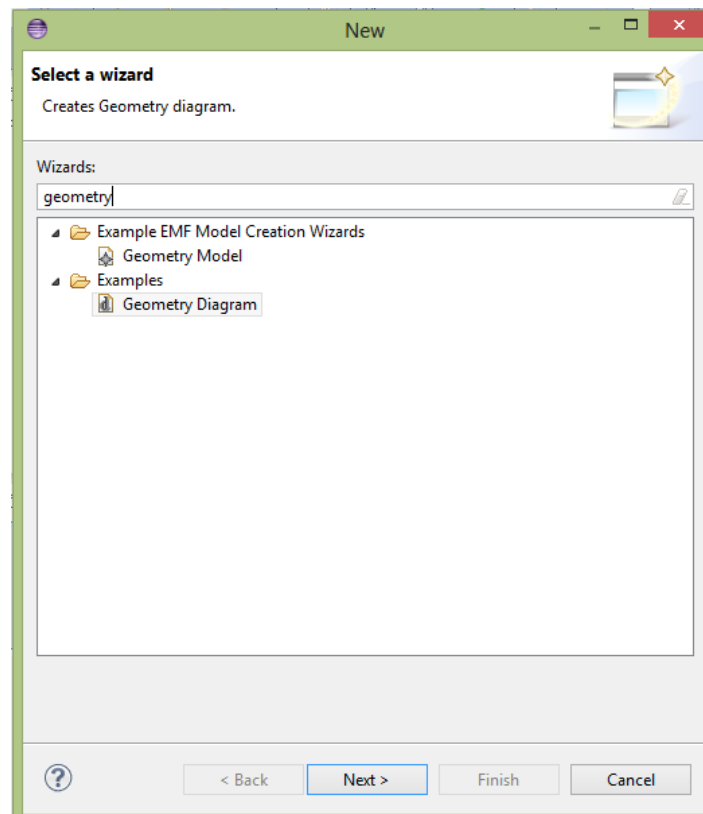 New
Select a wizard
Creates Geometry diagram.
Wizards:
geometry
Example EMF Model Creation Wizards
Geometry Model
Examples
Geometry Diagram
? < Back Next > Finish Cancel